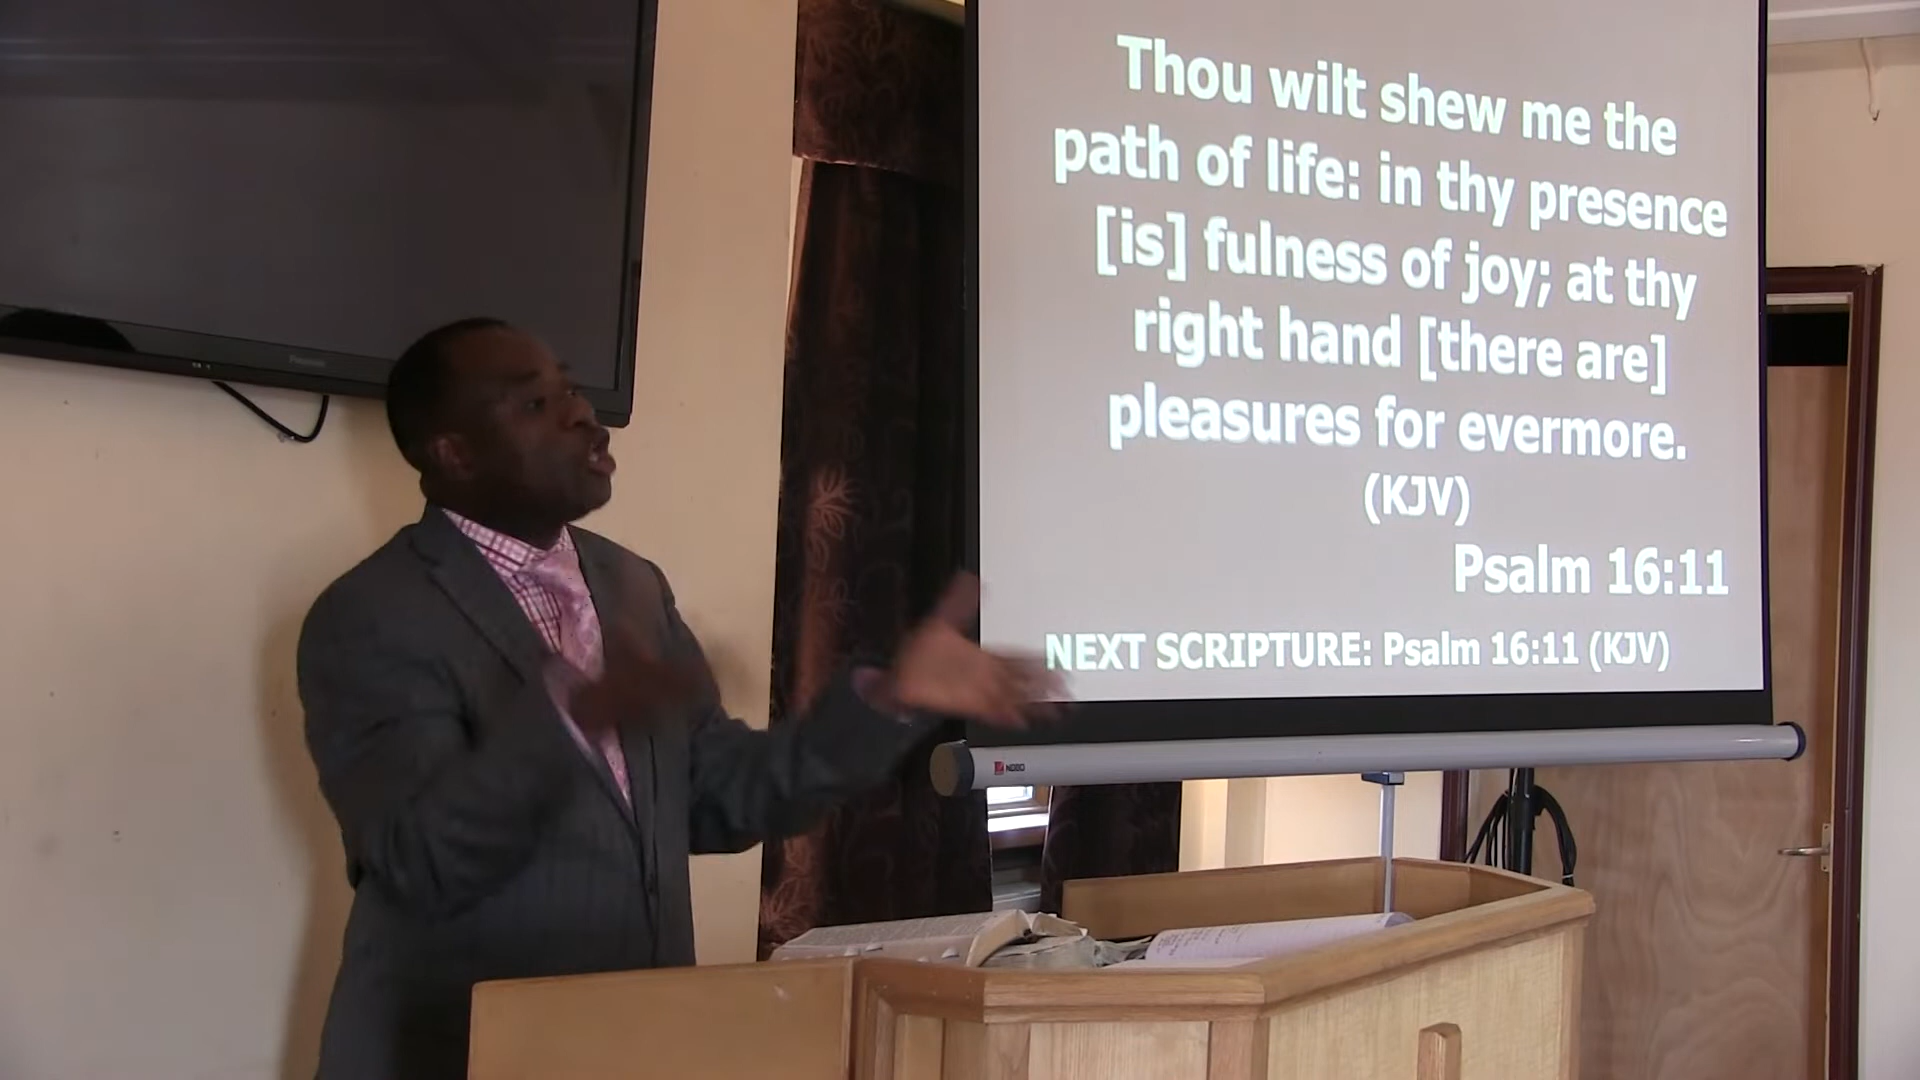 Thou wilt shew me the
path of life: in thy presence
[is] fulness of joy; at thy
right hand [there are]
pleasures for evermore.
(KJV)
Psalm 16:11
NEXT SCRIPTURE: Psalm 16:11 (KJV)
NOBO